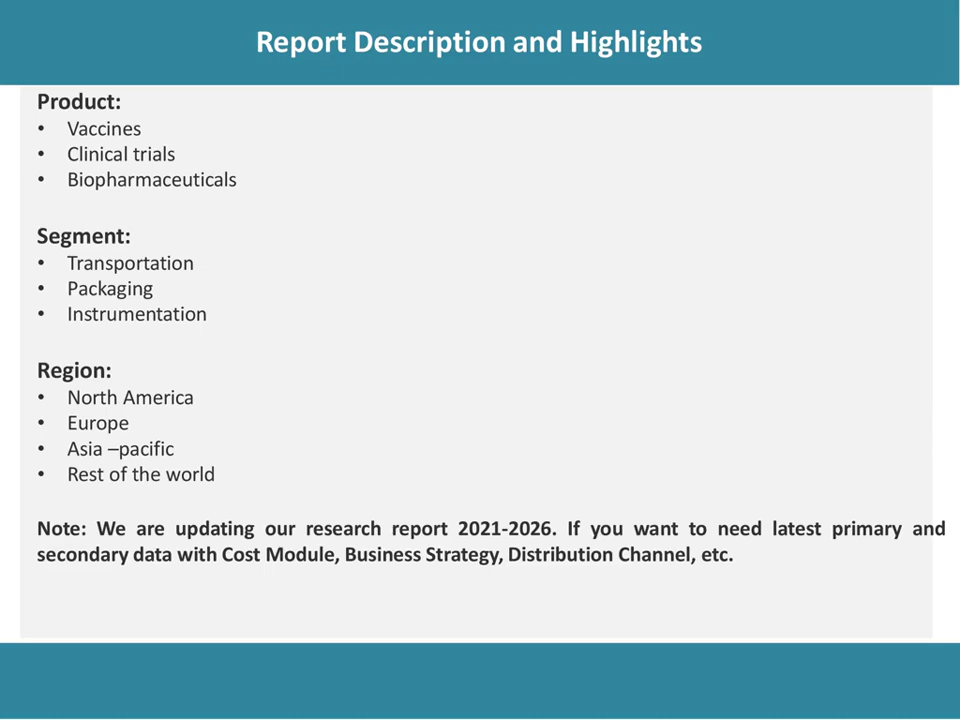 Report Description and Highlights
Product:
• Vaccines
• Clinical trials
• Biopharmaceuticals
Segment:
• Transportation
• Packaging
• Instrumentation
Region:
• North America
• Europe
• Asia –pacific
• Rest of the world
Note: We are updating our research report 2021-2026. If you want to need latest primary and
secondary data with Cost Module, Business Strategy, Distribution Channel, etc.